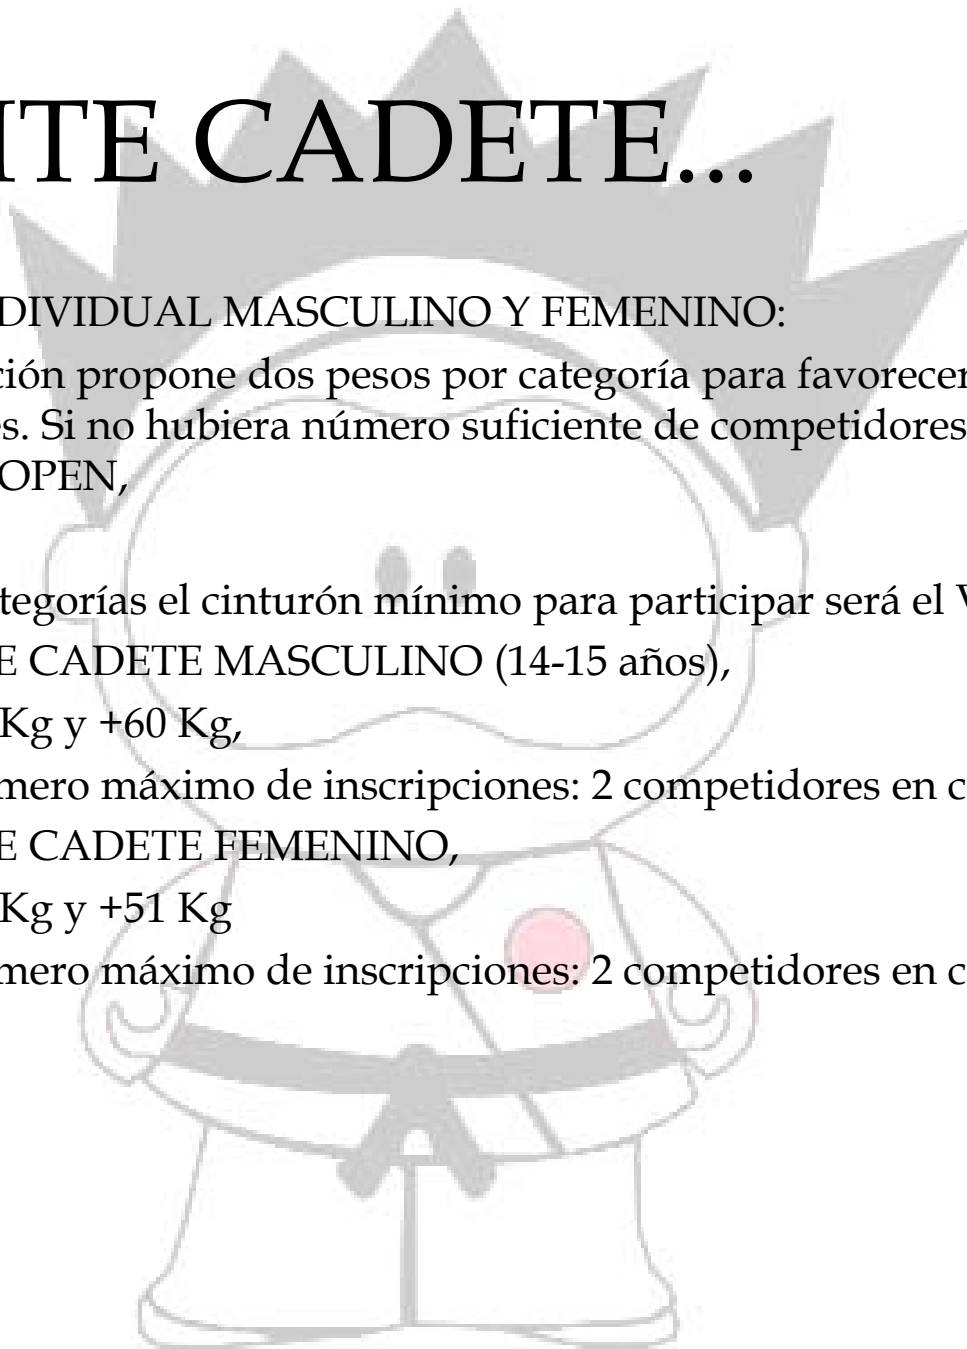 ITE CADETE...
DIVIDUAL MASCULINO Y FEMENINO:
ción propone dos pesos por categoría para favorecer
es. Si no hubiera número suficiente de competidores
OPEN,
tegorías el cinturón mínimo para participar será el V
E CADETE MASCULINO (14-15 años),
Kg y +60 Kg,
mero máximo de inscripciones: 2 competidores en c
E CADETE FEMENINO,
Kg y +51 Kg
mero máximo de inscripciones: 2 competidores en c